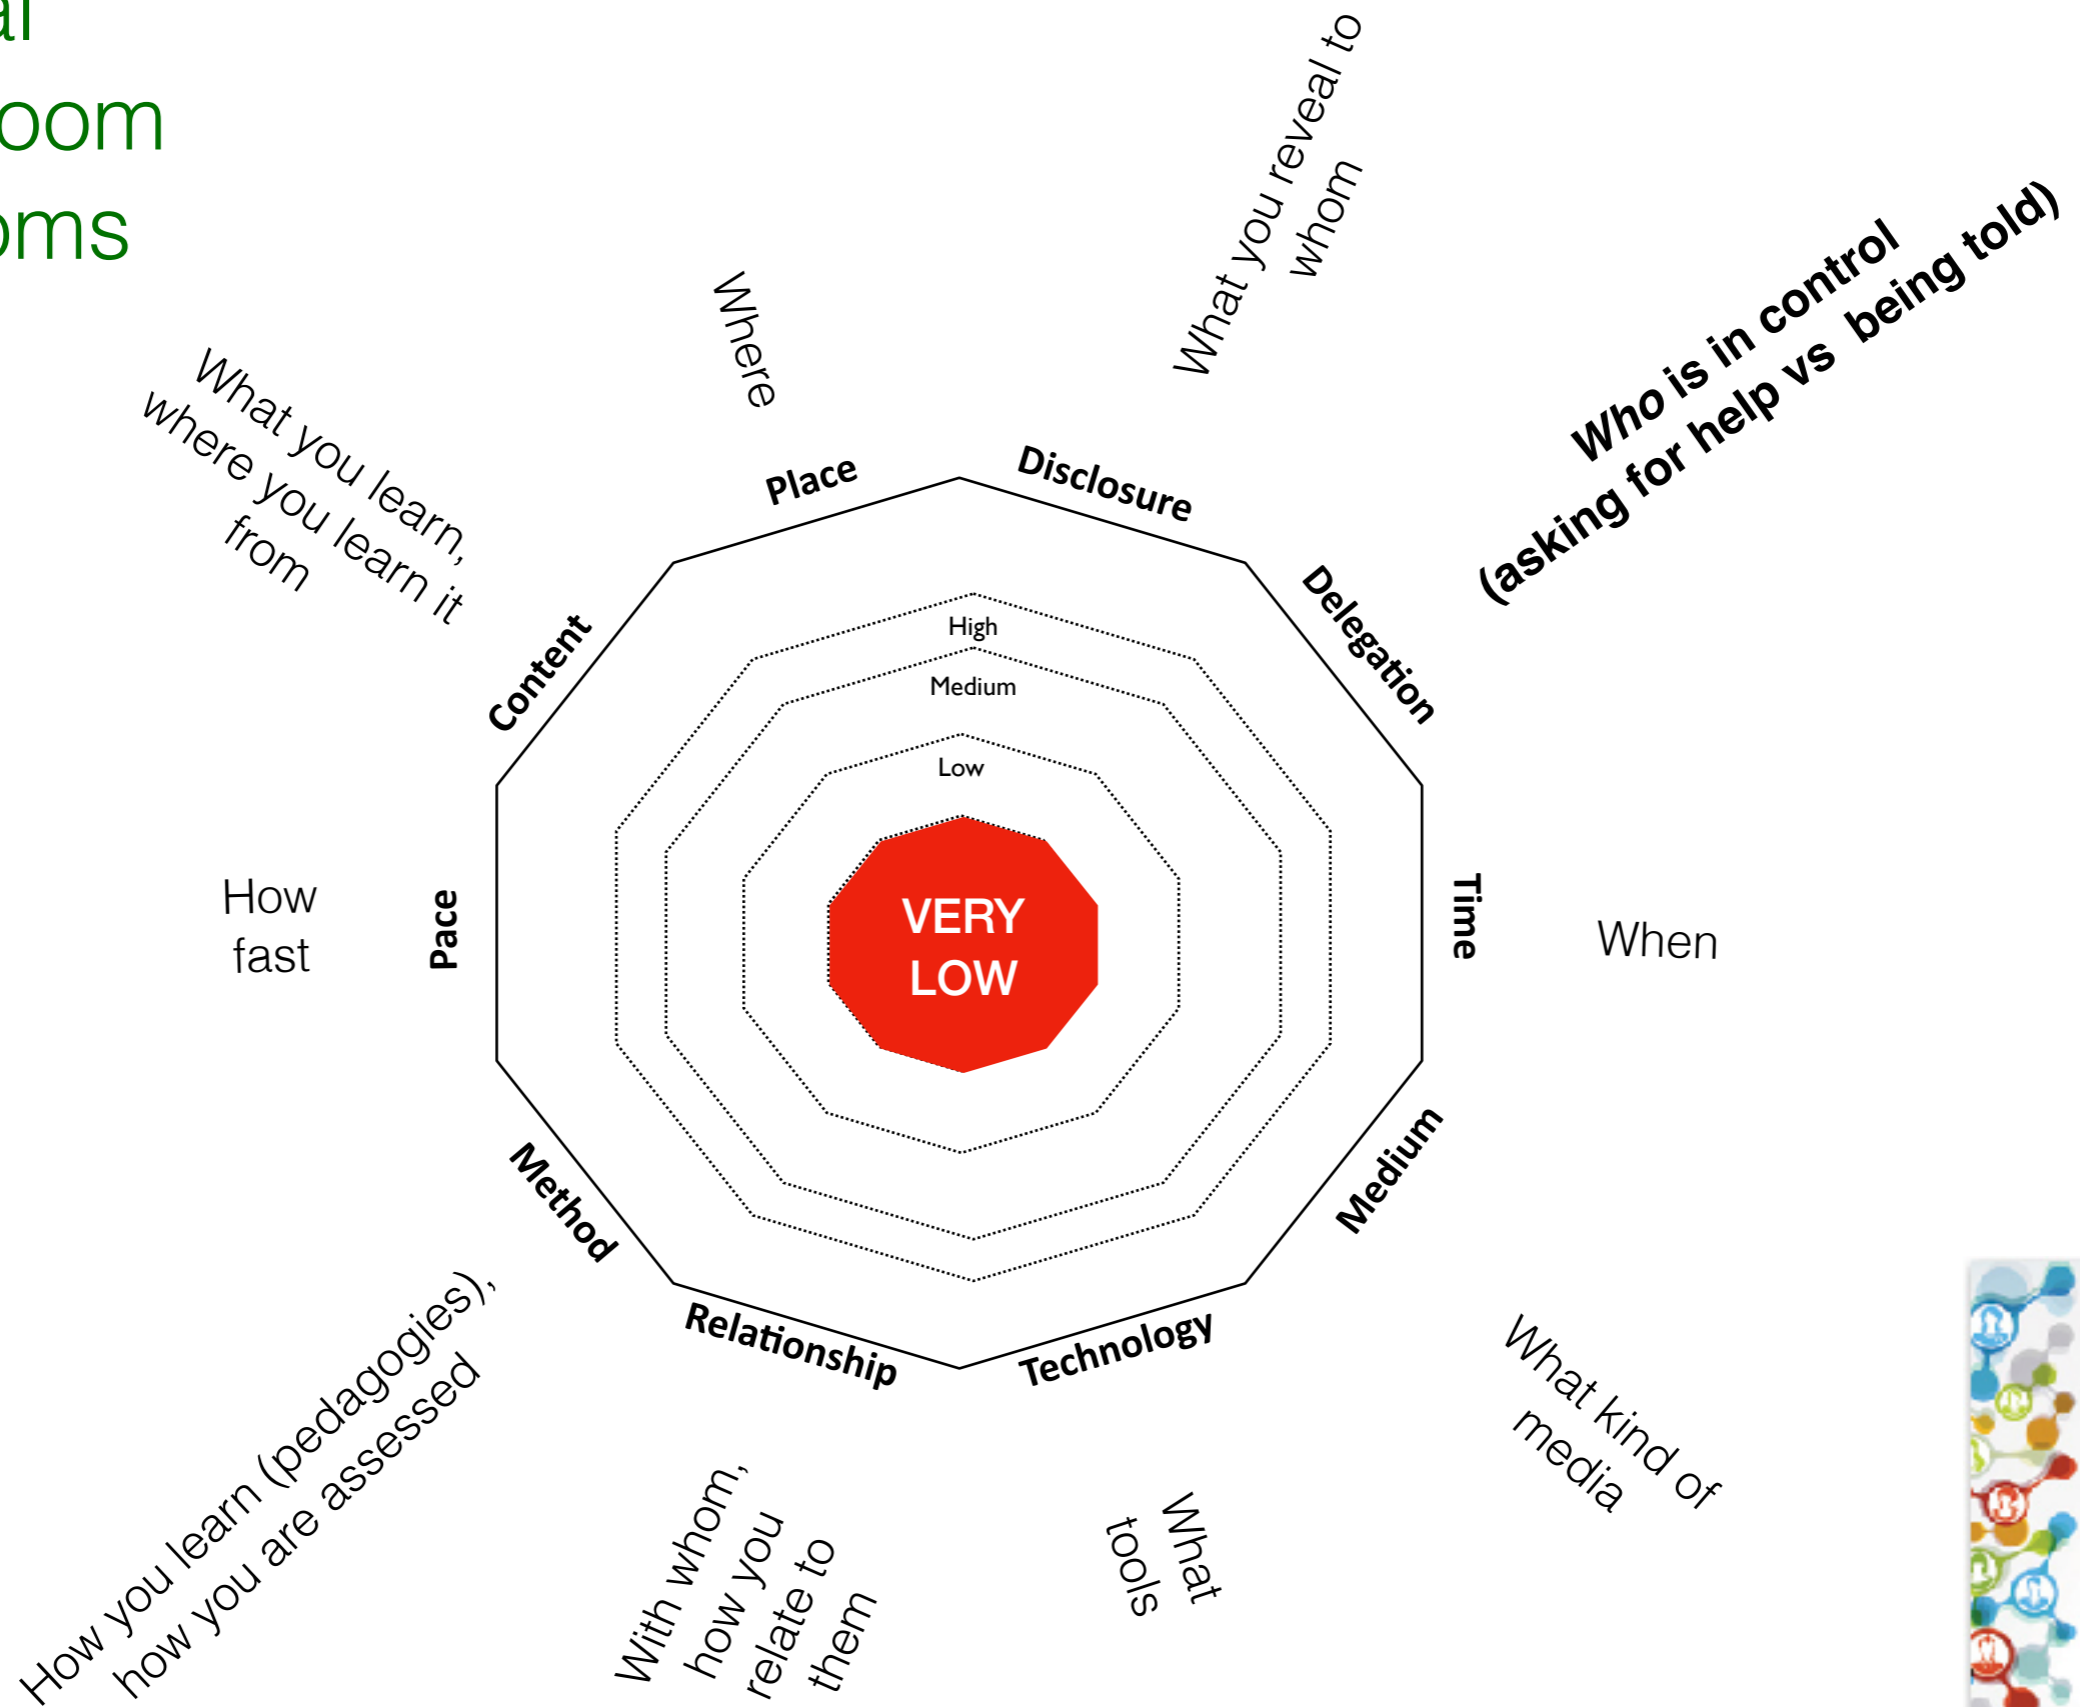 What you reveal to
whom
Who is in control
(asking for help vs being told)
Where
What you learn,
where you learn it
from
Place
Disclosure
Content
Delegation
High
Medium
Low
VERY
LOW
How
fast
Pace
Time
When
Method
Medium
Relationship
Technology
How you learn (pedagogies),
how you are assessed
With whom,
how you
relate to
them
What
tools
What kind of
media